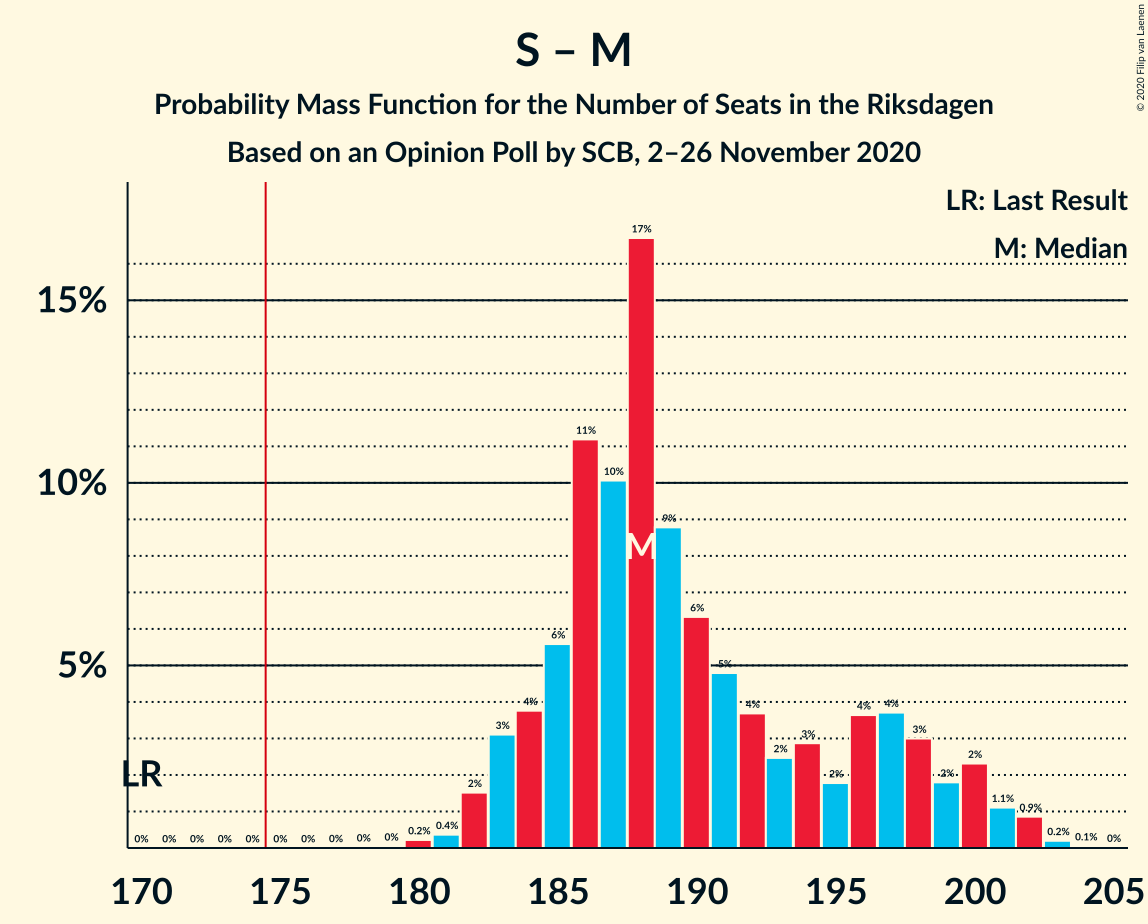 S – M
Probability Mass Function for the Number of Seats in the Riksdagen
Based on an Opinion Poll by SCB, 2–26 November 2020
© 2020 Filip van Laenen
LR: Last Result
M: Median
15%
10%
5%
LR
M
0% 0% 0% 0% 0% 0% 0% 0% 0% 0% 0.2% 0.4% 2% 3% 4% 6% 11% 10% 17% 9% 6% 5% 4% 2% 3% 2% 4% 4% 3% 2% 2% 1.1% 0.9% 0.2% 0.1% 0%
170 175 180 185 190 195 200 205